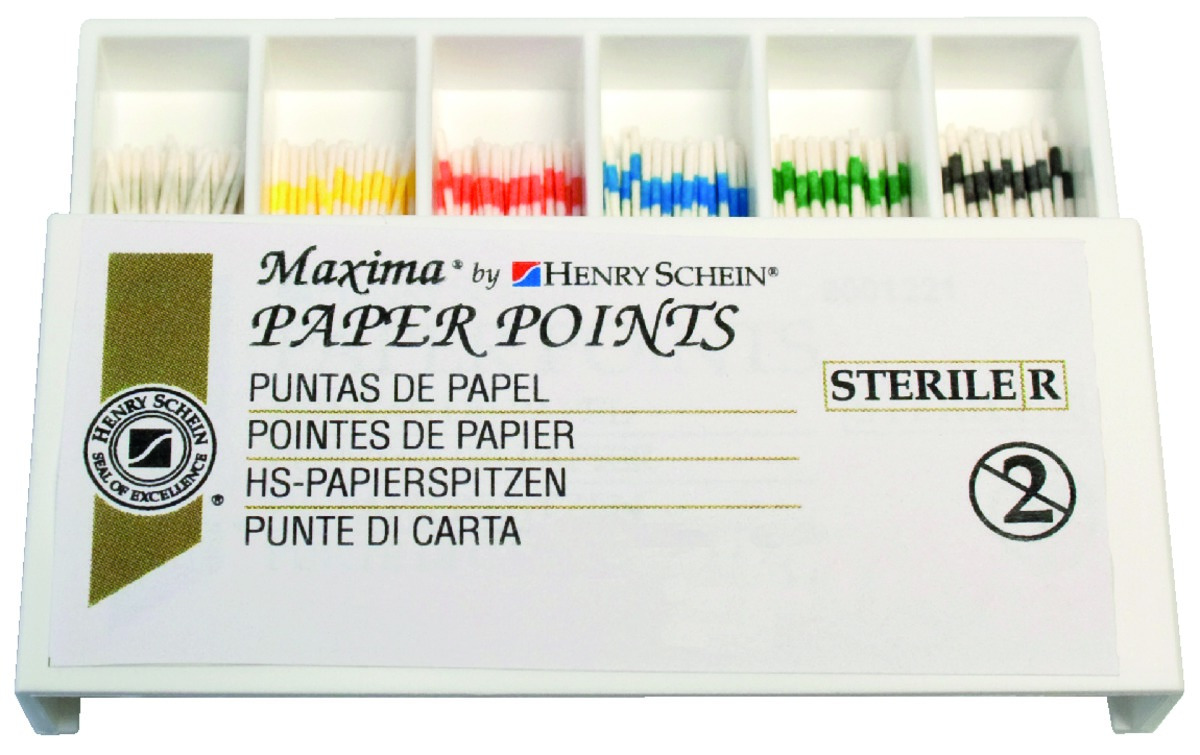 Maxima® by HENRY SCHEIN®
PAPER POINTS
PUNTAS DE PAPEL
POINTES DE PAPIER
HS-PAPIERSPITZEN
PUNTE DI CARTA
STERILE R
2
HENRY SCHEIN
SEAL OF EXCELLENCE
®